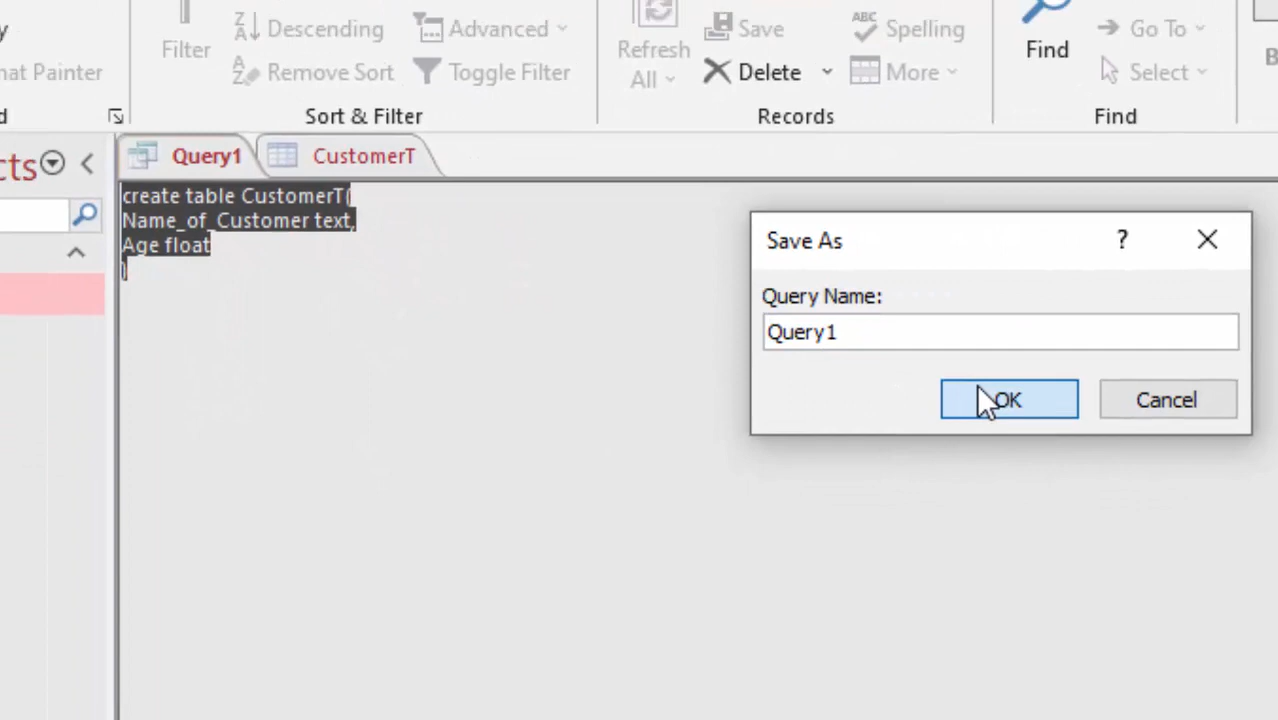 Filter
Descending
Remove Sort
Advanced
Toggle Filter
Sort & Filter
Refresh
All
Save
Delete
Spelling
More
Records
Find
Go To
Select
Find
Painter
Query1
CustomerT
create table CustomerT(
Name_of_Customer text,
Age float
)
Save As
?
Query Name:
Query1
OK
Cancel